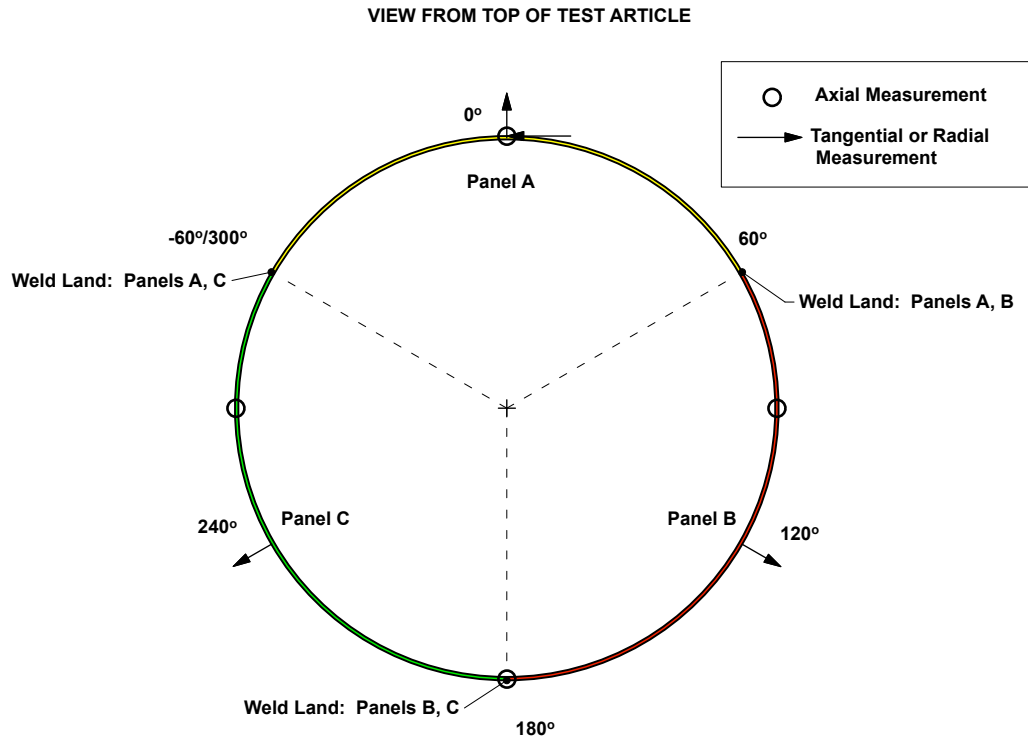 VIEW FROM TOP OF TEST ARTICLE
0º
Axial Measurement
Tangential or Radial
Measurement
Panel A
-60º/300º
60º
Weld Land:  Panels A, C
Weld Land:  Panels A, B
Panel C
Panel B
240º
120º
Weld Land:  Panels B, C
180º